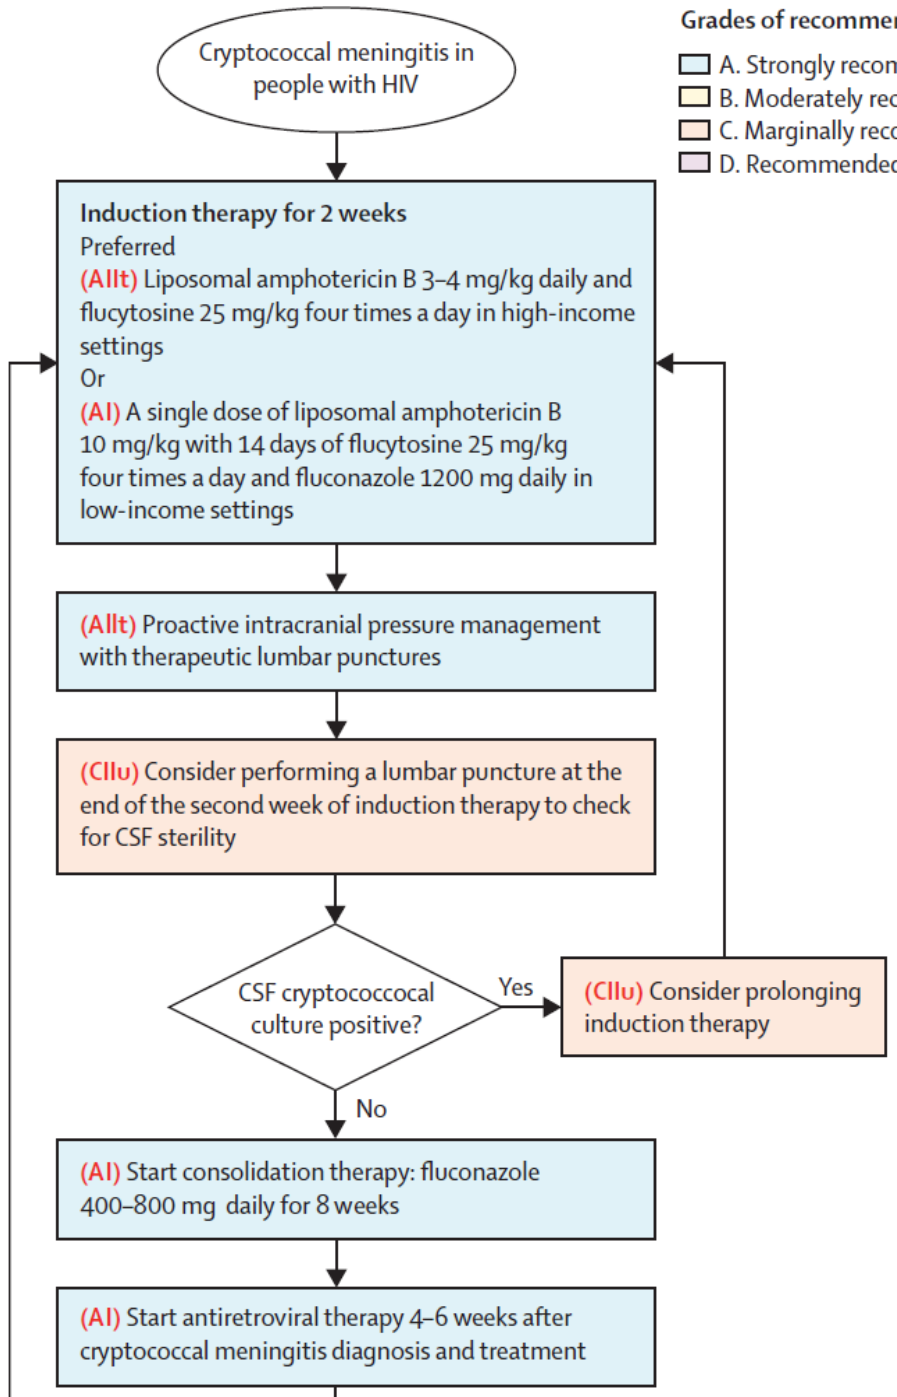 Cryptococcal meningitis in
people with HIV
Grades of
A. Strongly
B. Moderately
C. Marginally
D. Recommended
Induction therapy for 2 weeks
Preferred
(AIIt) Liposomal amphotericin B 3–4 mg/kg daily and
flucytosine 25 mg/kg four times a day in high-income
settings
Or
(AI) A single dose of liposomal amphotericin B
10 mg/kg with 14 days of flucytosine 25 mg/kg
four times a day and fluconazole 1200 mg daily in
low-income settings
(AIIt) Proactive intracranial pressure management
with therapeutic lumbar punctures
(CIIu) Consider performing a lumbar puncture at the
end of the second week of induction therapy to check
for CSF sterility
CSF cryptococcocal
culture positive?
Yes
(CIIu) Consider prolonging
induction therapy
No
(AI) Start consolidation therapy: fluconazole
400–800 mg daily for 8 weeks
(AI) Start antiretroviral therapy 4–6 weeks after
cryptococcal meningitis diagnosis and treatment